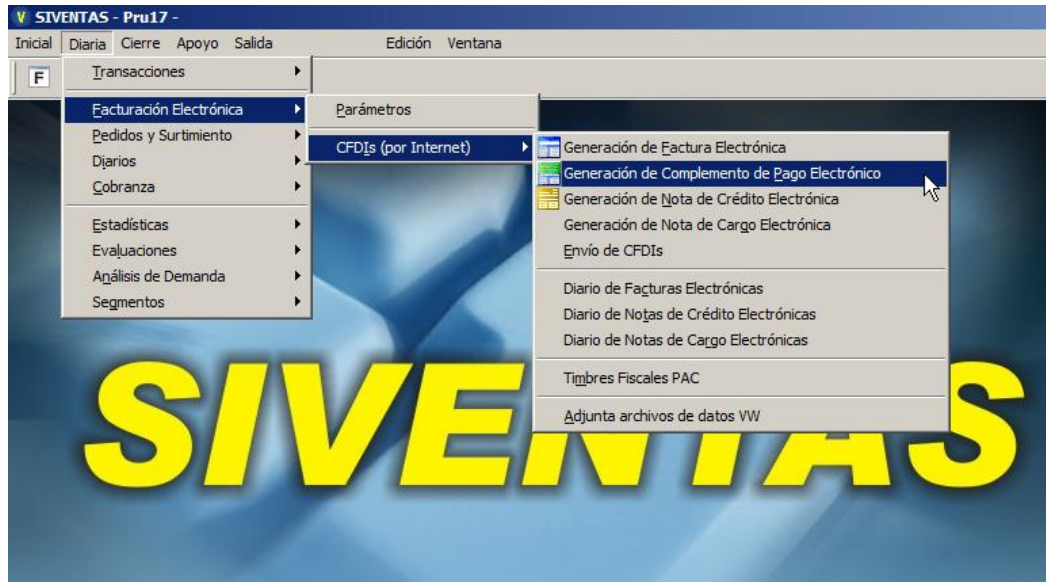 V SIVENTAS - Pru17 -
Inicial Diaria Cierre Apoyo Salida Edición Ventana
F
Transacciones
Facturación Electrónica
Pedidos y Surtimiento
Diarios
Cobranza
Estadísticas
Evaluaciones
Análisis de Demanda
Segmentos
Parámetros
CFDIs (por Internet)
Generación de Factura Electrónica
Generación de Complemento de Pago Electrónico
Generación de Nota de Crédito Electrónica
Generación de Nota de Cargo Electrónica
Envío de CFDIs
Diario de Facturas Electrónicas
Diario de Notas de Crédito Electrónicas
Diario de Notas de Cargo Electrónicas
Timbres Fiscales PAC
Adjunta archivos de datos VW
SIVENTAS